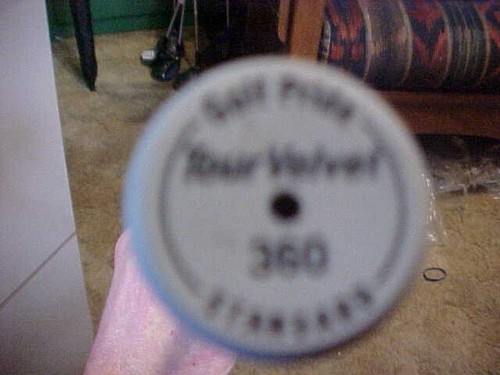 Golf Pride
Tour Velvet
360
STANDARD